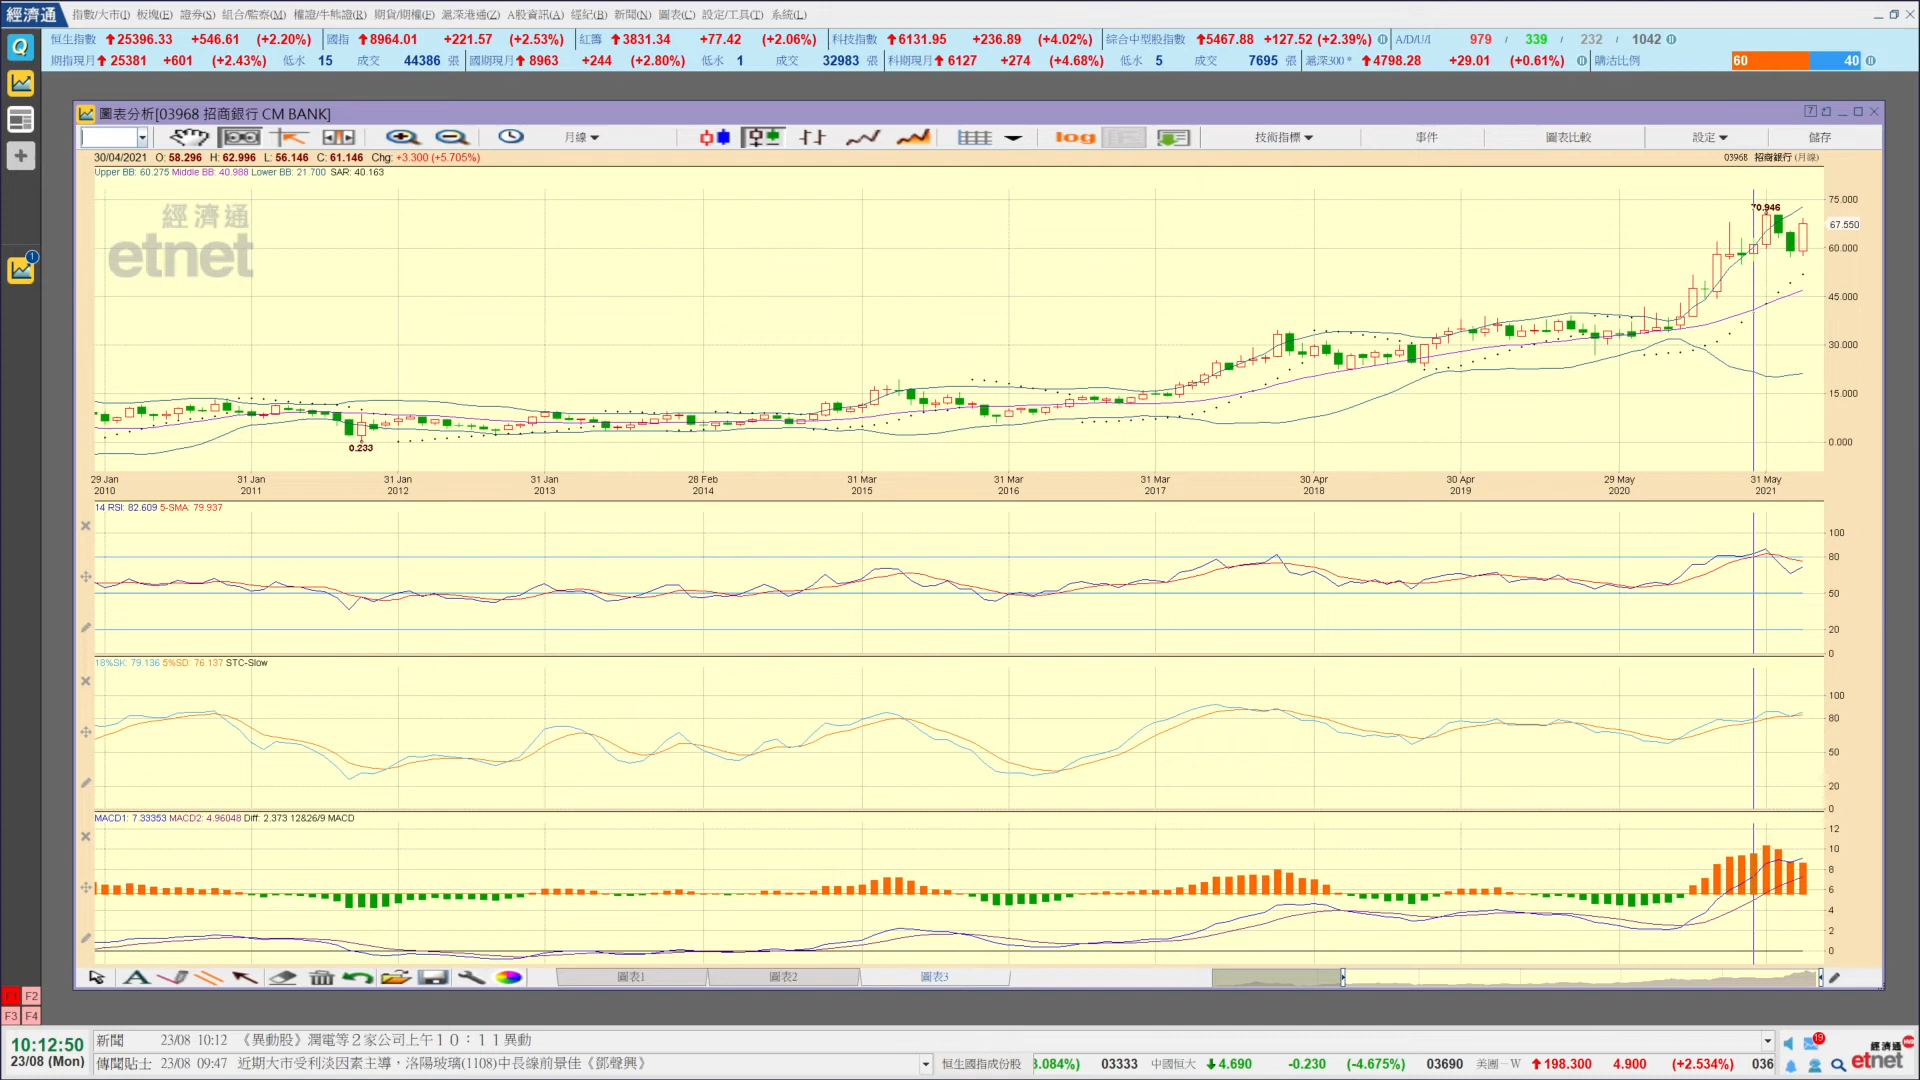 經濟通 指數/大市(I) 板塊(E) 證券(S) 組合/監察(M) 權證/牛熊證(R) 期貨/期權(F) 滬深港通(Z) A股資訊(A) 經紀(B) 新聞(N) 圖表(C) 設定/工具(T) 系統(L)
恒生指數 25396.33 +546.61 (+2.20%) 國指 8964.01 +221.57 (+2.53%) 紅籌 3831.34 +77.42 (+2.06%) 科技指數 6131.95 +236.89 (+4.02%) 綜合中型股指數 5467.88 +127.52 (+2.39%) A/D/U/I 979 / 339 / 232 / 1042
期指現月 25381 +601 (+2.43%) 低水 15 成交 44386 張 國期現月 8963 +244 (+2.80%) 低水 1 成交 32983 張 科期現月 6127 +274 (+4.68%) 低水 5 成交 7695 張 滬深300* 4798.28 +29.01 (+0.61%) 購沽比例 60 40
圖表分析[03968 招商銀行 CM BANK]
月線 log 技術指標 事件 圖表比較 設定 儲存
30/04/2021 O: 58.296 H: 62.996 L: 56.146 C: 61.146 Chg: +3.300 (+5.705%) 03968 招商銀行 (月線)
Upper BB: 60.275 Middle BB: 40.988 Lower BB: 21.700 SAR: 40.163
經濟通
etnet
70.946
75.000
67.550
60.000
45.000
30.000
15.000
0.000
0.233
29 Jan 31 Jan 31 Jan 31 Jan 28 Feb 31 Mar 31 Mar 31 Mar 30 Apr 30 Apr 29 May 31 May
2010 2011 2012 2013 2014 2015 2016 2017 2018 2019 2020 2021
14 RSI: 82.609 5-SMA: 79.937
100
80
50
20
0
18%SK: 79.136 5%SD: 76.137 STC-Slow
100
80
50
20
0
MACD1: 7.33353 MACD2: 4.96048 Diff: 2.373 12&26/9 MACD
12
10
8
6
4
2
0
圖表1 圖表2 圖表3
F1 F2
F3 F4
10:12:50
23/08 (Mon)
新聞 23/08 10:12 《異動股》潤電等２家公司上午１０：１１異動
傳聞貼士 23/08 09:47 近期大市受利淡因素主導，洛陽玻璃(1108)中長線前景佳《鄧聲興》
恒生國指成份股 3.084%) 03333 中國恒大 4.690 -0.230 (-4.675%) 03690 美團－W 198.300 4.900 (+2.534%) 036
19
經濟通
etnet